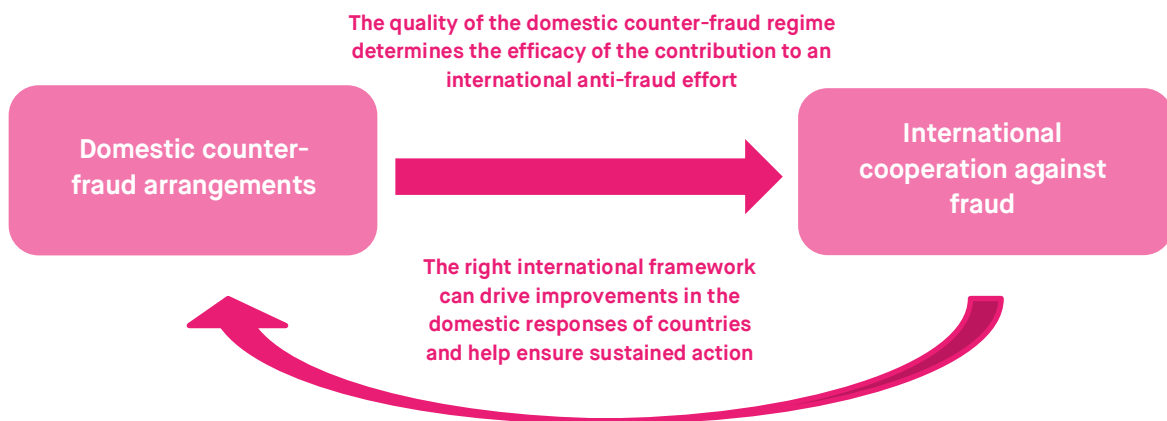 The quality of the domestic counter-fraud regime
determines the efficacy of the contribution to an
international anti-fraud effort
Domestic counter-
fraud arrangements
International
cooperation against
fraud
The right international framework
can drive improvements in the
domestic responses of countries
and help ensure sustained action